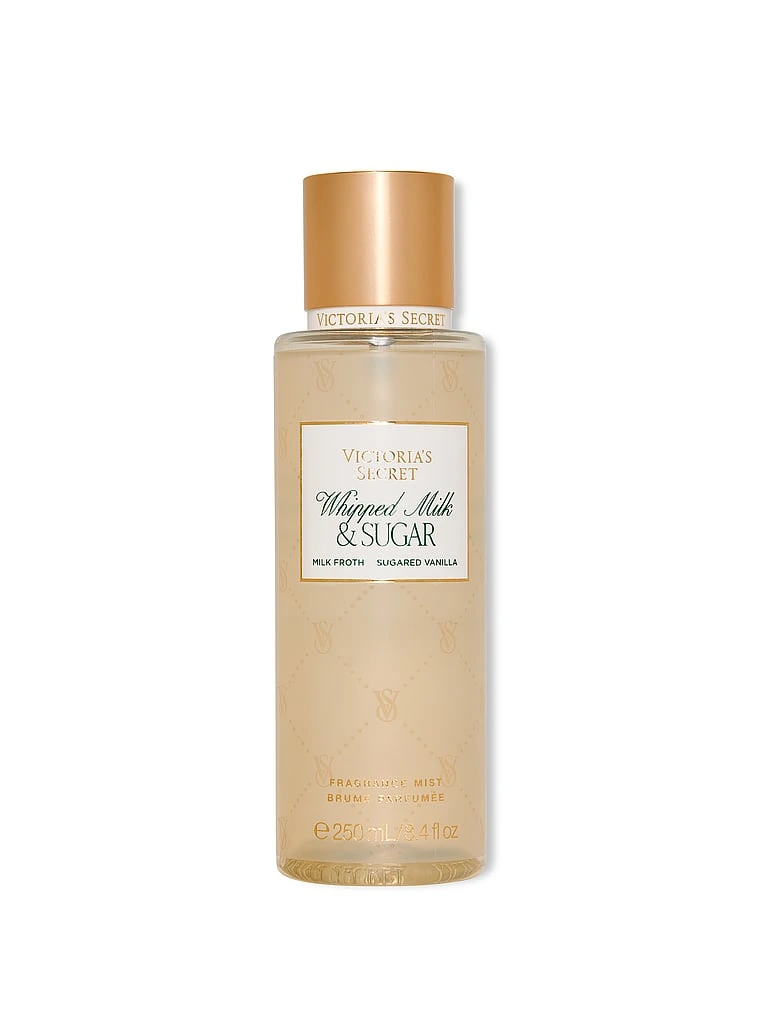 VICTORIA'S SECRET
VICTORIA'S
SECRET
Whipped Milk
& SUGAR
MILK FROTH SUGARED VANILLA
FRAGRANCE MIST
BRUME PARFUMÉE
e 250 mL/8.4 fl oz